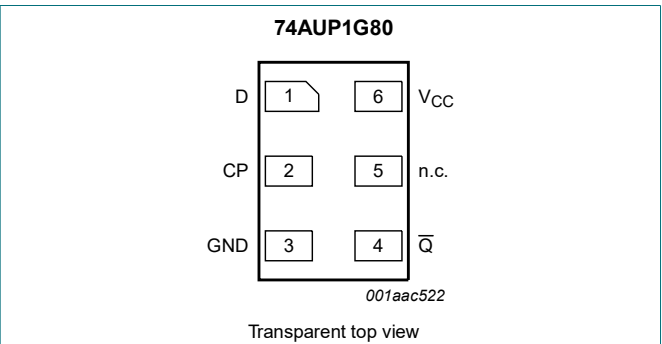 74AUP1G80
D 1 6 VCC
CP 2 5 n.c.
GND 3 4 Q̅
001aac522
Transparent top view